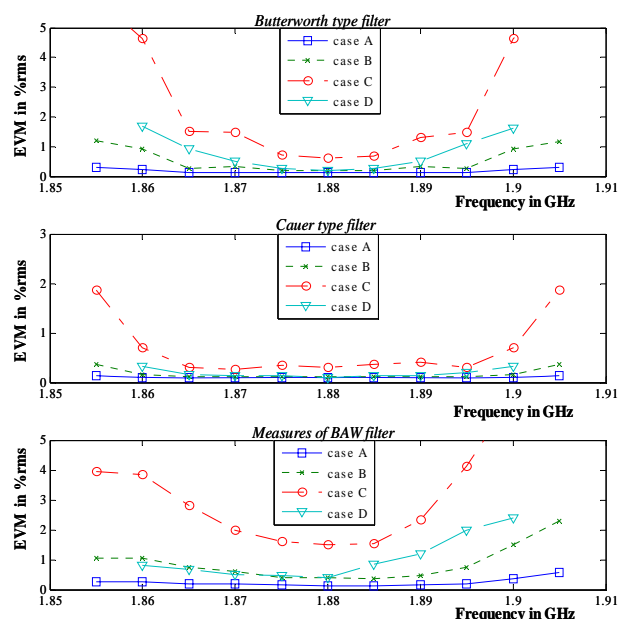 Butterworth type filter
EVM in %rms
5
4
3
2
1
0
case A
case B
case C
case D
1.85
1.86
1.87
1.88
1.89
1.9
1.91
Frequency in GHz
Cauer type filter
EVM in %rms
3
2
1
0
case A
case B
case C
case D
1.85
1.86
1.87
1.88
1.89
1.9
1.91
Frequency in GHz
Measures of BAW filter
EVM in %rms
5
4
3
2
1
0
case A
case B
case C
case D
1.85
1.86
1.87
1.88
1.89
1.9
1.91
Frequency in GHz